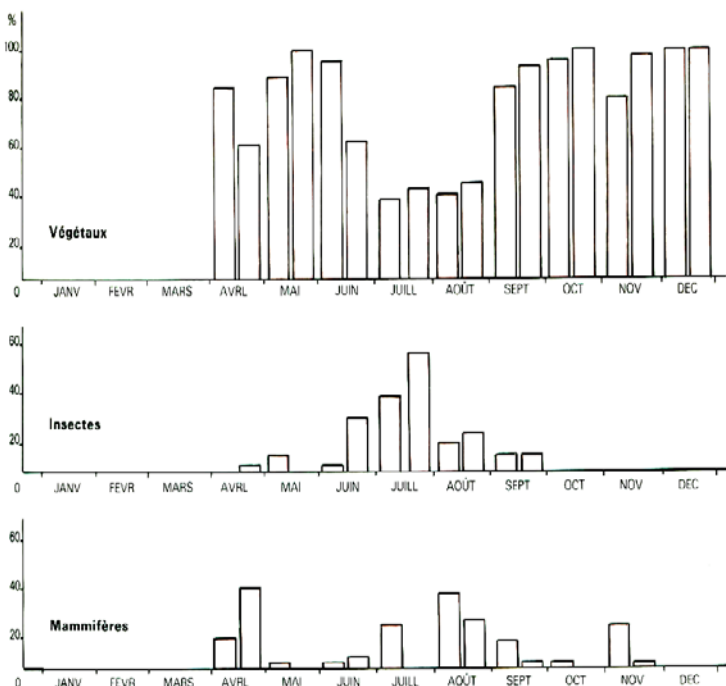 %
100
80
60
40
20
Végétaux
0 JANV FEVR MARS AVRL MAI JUIN JUILL AOÛT SEPT OCT NOV DEC
60
40
20
Insectes
0 JANV FEVR MARS AVRL MAI JUIN JUILL AOÛT SEPT OCT NOV DEC
60
40
20
Mammifères
0 JANV FEVR MARS AVRIL MAI JUIN JUILL AOÛT SEPT OCT NOV DEC